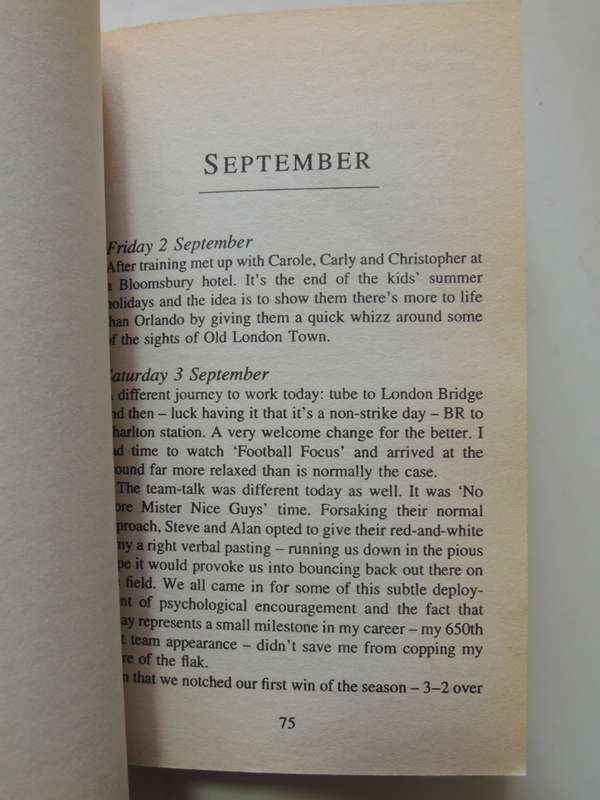 SEPTEMBER
Friday 2 September
After training met up with Carole, Carly and Christopher at
Bloomsbury hotel. It's the end of the kids' summer
holidays and the idea is to show them there's more to life
than Orlando by giving them a quick whizz around some
of the sights of Old London Town.
Saturday 3 September
different journey to work today: tube to London Bridge
and then – luck having it that it's a non-strike day – BR to
Charlton station. A very welcome change for the better. I
had time to watch 'Football Focus' and arrived at the
ground far more relaxed than is normally the case.
The team-talk was different today as well. It was 'No
More Mister Nice Guys' time. Forsaking their normal
approach, Steve and Alan opted to give their red-and-white
army a right verbal pasting – running us down in the pious
hope it would provoke us into bouncing back out there on
field. We all came in for some of this subtle deploy-
ment of psychological encouragement and the fact that
today represents a small milestone in my career – my 650th
team appearance – didn't save me from copping my
share of the flak.
that we notched our first win of the season – 3–2 over
75